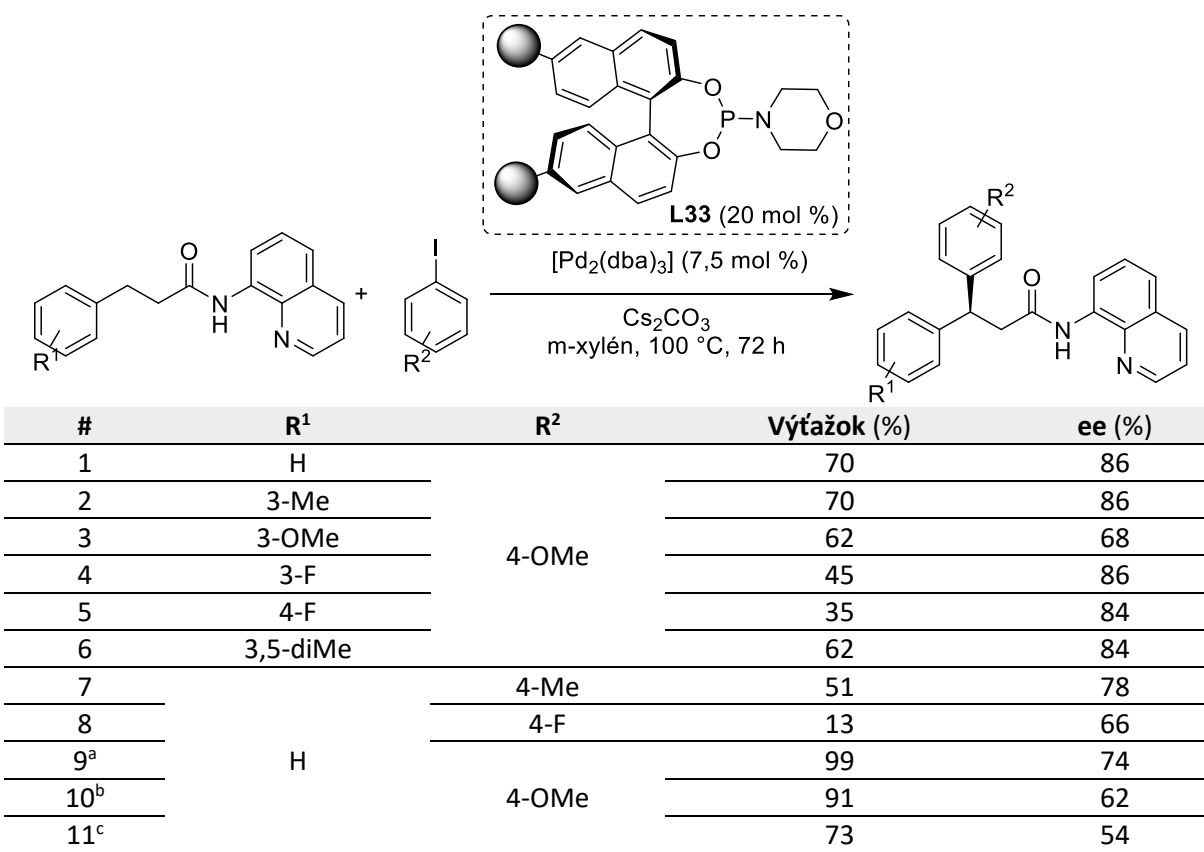 L33 (20 mol %)
[Pd2(dba)3] (7,5 mol %)
Cs2CO3
m-xylén, 100 °C, 72 h
O
P
N
O
O
O
N
H
N
R1
+
I
R2
R2
O
N
H
N
R1
# R1 R2 Výťažok (%) ee (%)
1 H 4-OMe 70 86
2 3-Me 70 86
3 3-OMe 62 68
4 3-F 45 86
5 4-F 35 84
6 3,5-diMe 62 84
7 H 4-Me 51 78
8 4-F 13 66
9a 4-OMe 99 74
10b 91 62
11c 73 54